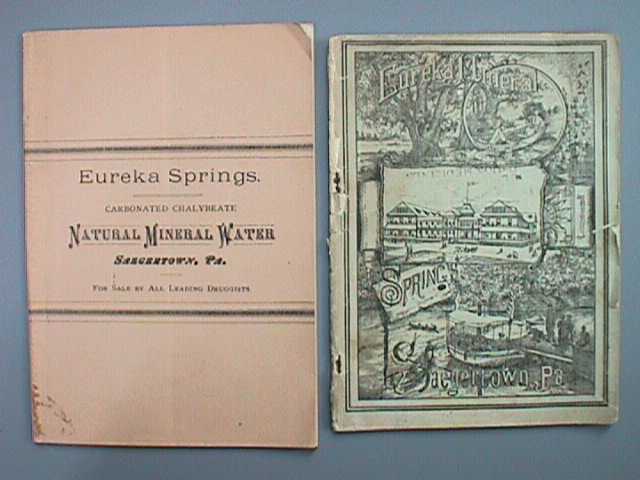 Eureka Springs.
CARBONATED CHALYBEATE
NATURAL MINERAL WATER
SAEGERTOWN, PA.
FOR SALE BY ALL LEADING DRUGGISTS
Eureka Mineral
SPRINGS
Saegertown, Pa